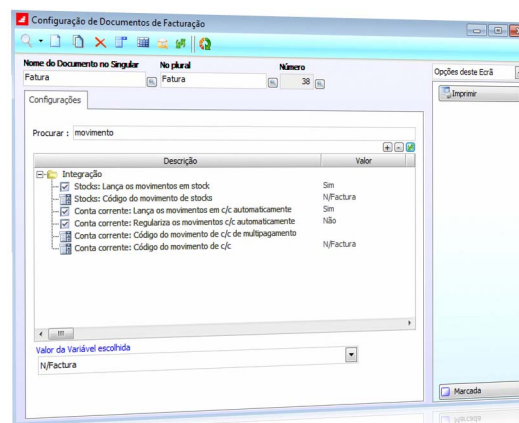 Configuração de Documentos de Facturação
Nome do Documento no Singular No plural Número
Fatura Fatura 38
Opções deste Ecrã
Imprimir
Configurações
Procurar : movimento
Descrição Valor
Integração
Stocks: Lança os movimentos em stock Sim
Stocks: Código do movimento de stocks N/Factura
Conta corrente: Lança os movimentos em c/c automaticamente Sim
Conta corrente: Regulariza os movimentos c/c automaticamente Não
Conta corrente: Código do movimento de c/c de multipagamento
Conta corrente: Código do movimento de c/c N/Factura
Valor da Variável escolhida
N/Factura
Marcada